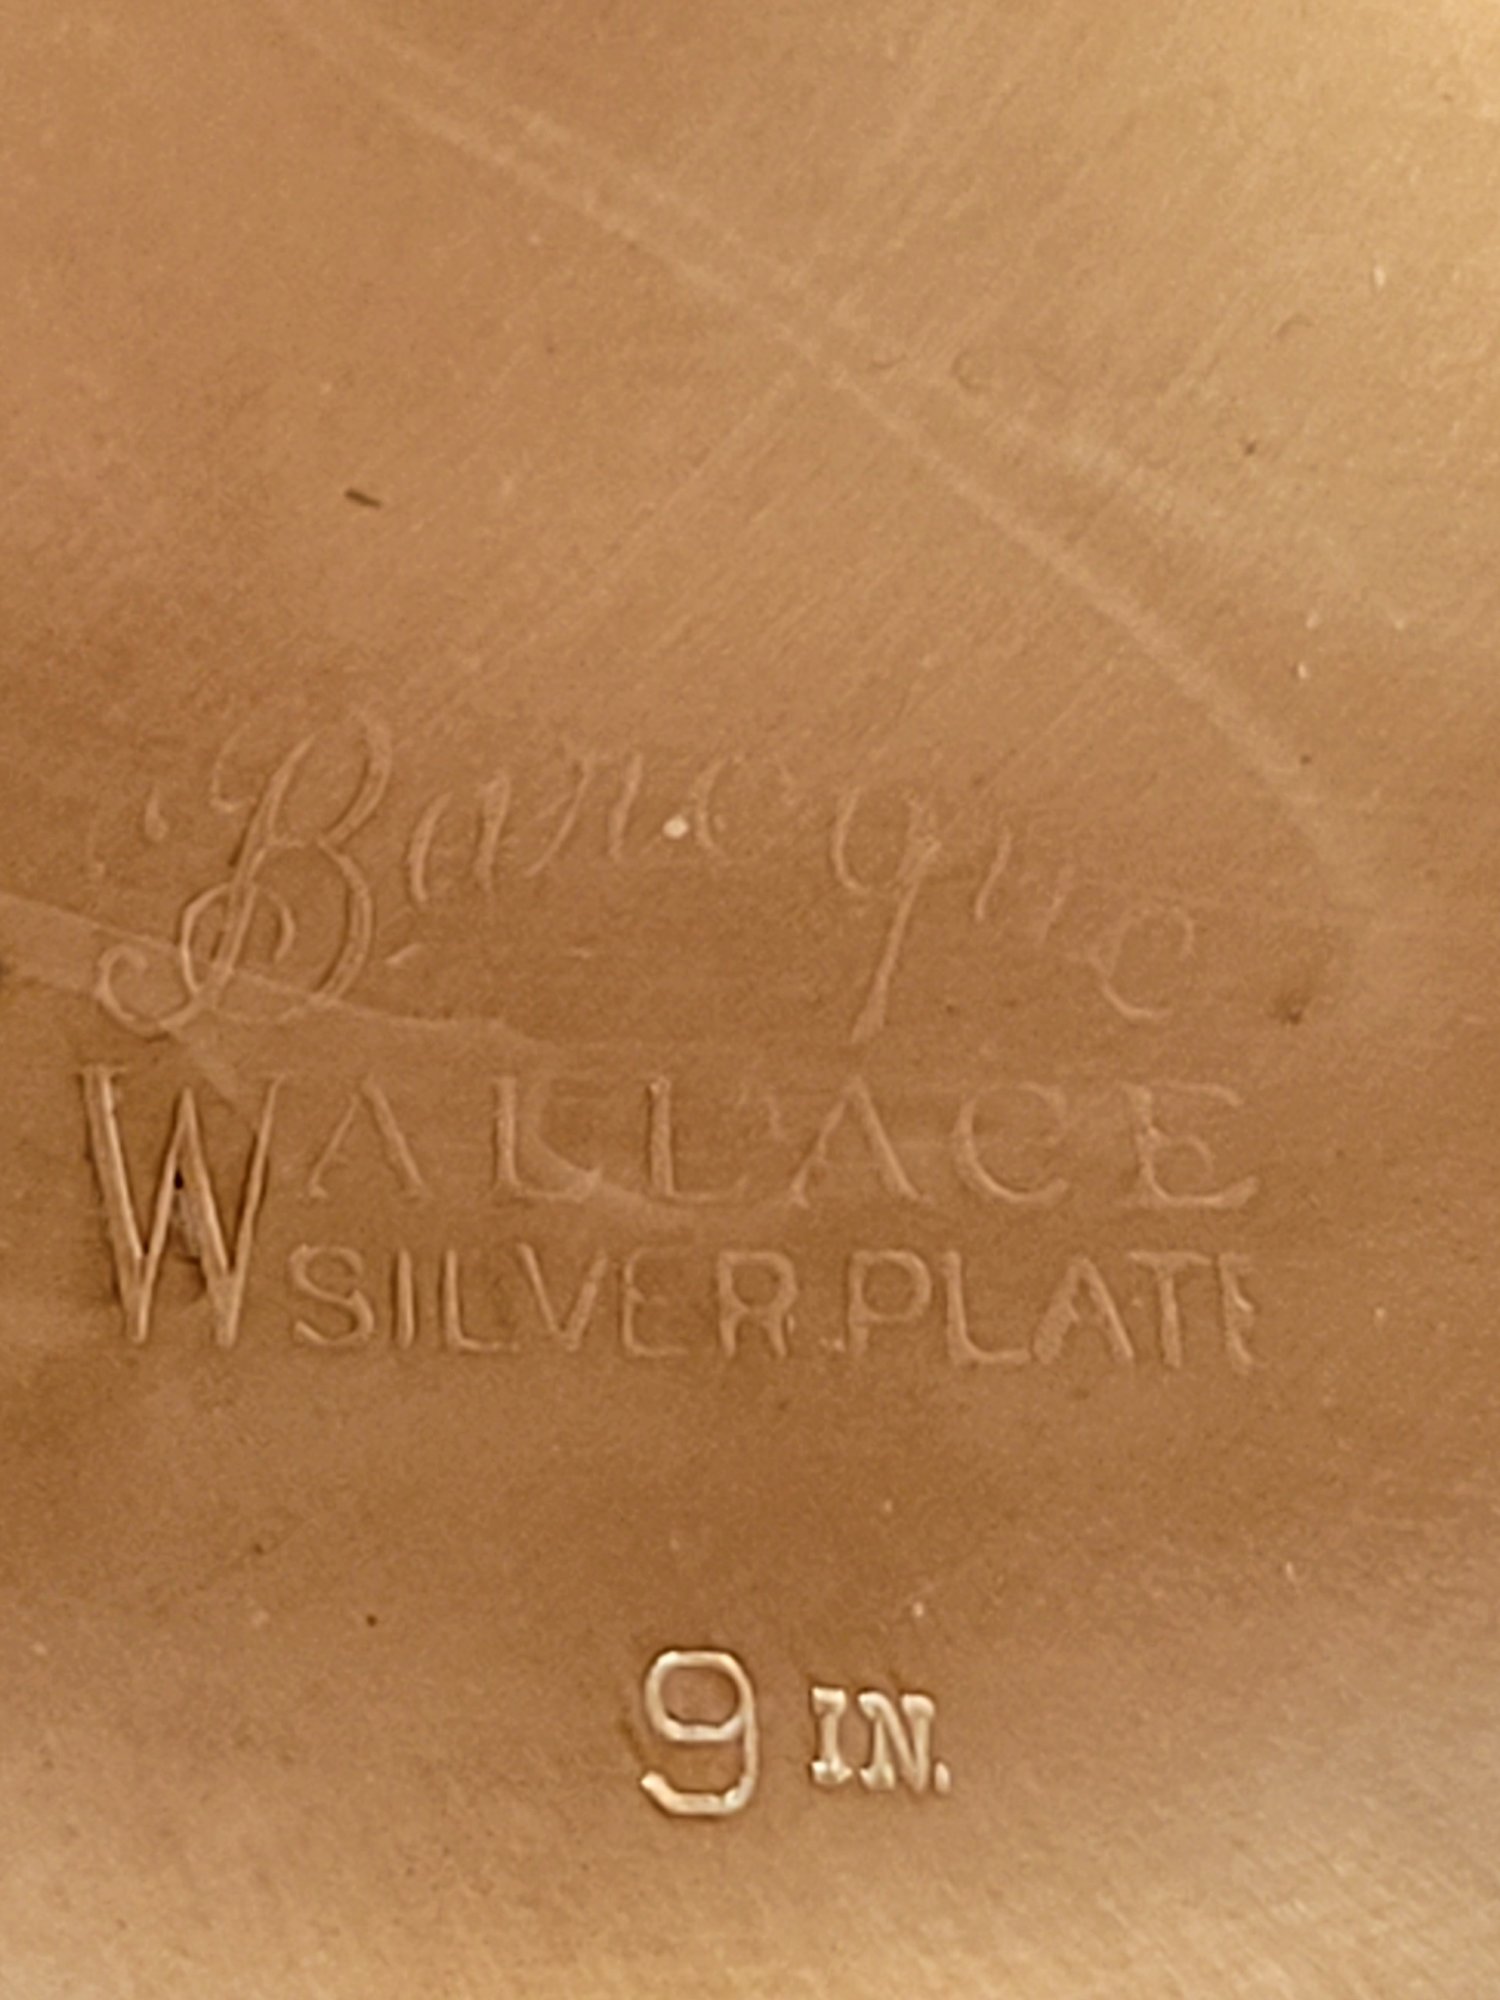 Baroque
WALLACE
SILVERPLATE
9 IN.